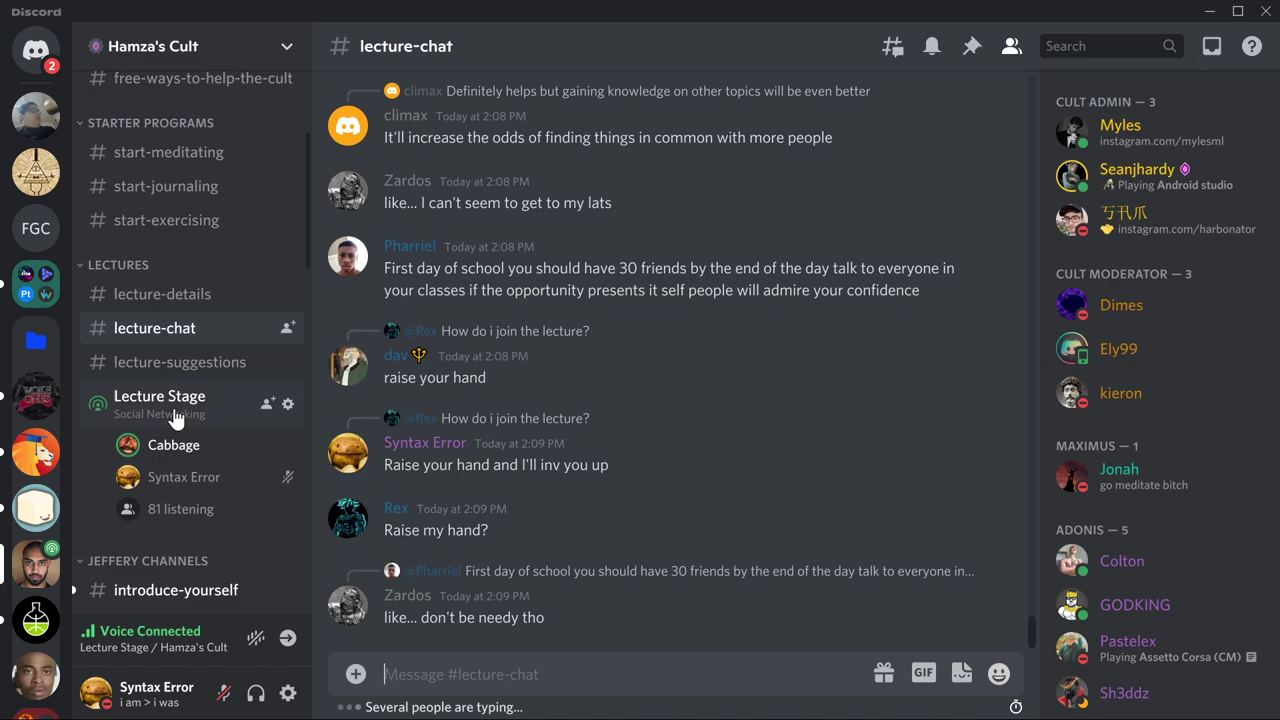 Discord
2
FGC
Hamza's Cult
free-ways-to-help-the-cult
STARTER PROGRAMS
start-meditating
start-journaling
start-exercising
LECTURES
lecture-details
lecture-chat
lecture-suggestions
Lecture Stage
Social Networking
Cabbage
Syntax Error
81 listening
JEFFERY CHANNELS
introduce-yourself
Voice Connected
Lecture Stage / Hamza's Cult
Syntax Error
i am > i was
# lecture-chat
Search
climax Definitely helps but gaining knowledge on other topics will be even better
climax Today at 2:08 PM
It'll increase the odds of finding things in common with more people
Zardos Today at 2:08 PM
like... I can't seem to get to my lats
Pharriel Today at 2:08 PM
First day of school you should have 30 friends by the end of the day talk to everyone in
your classes if the opportunity presents it self people will admire your confidence
@Rex How do i join the lecture?
dav Today at 2:08 PM
raise your hand
@Rex How do i join the lecture?
Syntax Error Today at 2:09 PM
Raise your hand and I'll inv you up
Rex Today at 2:09 PM
Raise my hand?
@Pharriel First day of school you should have 30 friends by the end of the day talk to everyone in...
Zardos Today at 2:09 PM
like... don't be needy tho
Message #lecture-chat
GIF
Several people are typing...
CULT ADMIN — 3
Myles
instagram.com/mylesml
Seanjhardy
Playing Android studio
丂卂爪
instagram.com/harbonator
CULT MODERATOR — 3
Dimes
Ely99
kieron
MAXIMUS — 1
Jonah
go meditate bitch
ADONIS — 5
Colton
GODKING
Pastelex
Playing Assetto Corsa (CM)
Sh3ddz